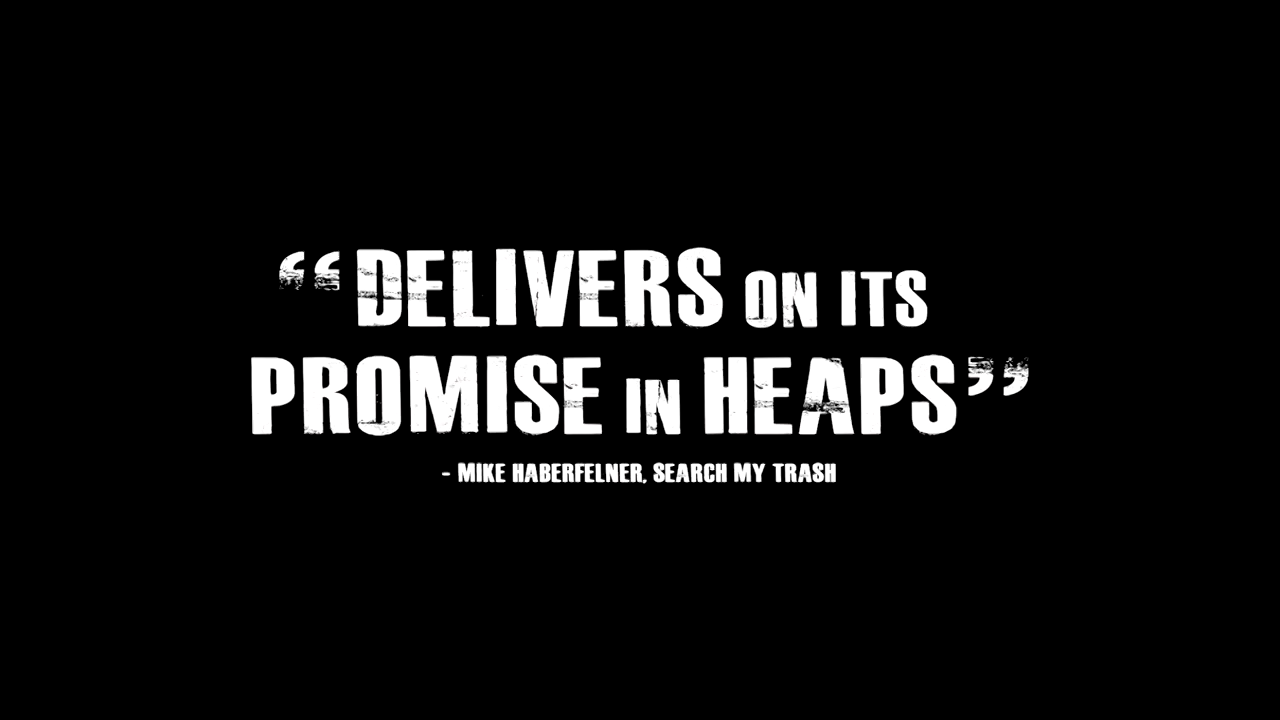 “DELIVERS ON ITS
PROMISE IN HEAPS”
- MIKE HABERFELNER, SEARCH MY TRASH